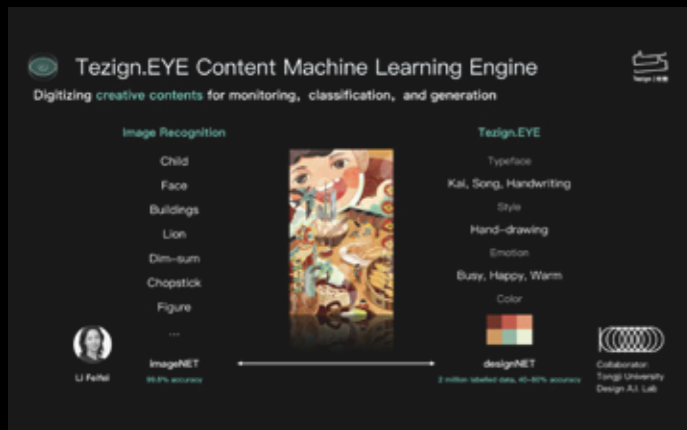 Tezign.EYE Content Machine Learning Engine
Digitizing creative contents for monitoring, classification, and generation
Image Recognition
Child
Face
Buildings
Lion
Dim-sum
Chopstick
Figure
...
Tezign.EYE
Typeface
Kai, Song, Handwriting
Style
Hand-drawing
Emotion
Busy, Happy, Warm
Color
Li Feifei
imageNET
accuracy
designNET
2 million labelled data, 40-80% accuracy
Collaborator:
Tongji University
Design A.I. Lab